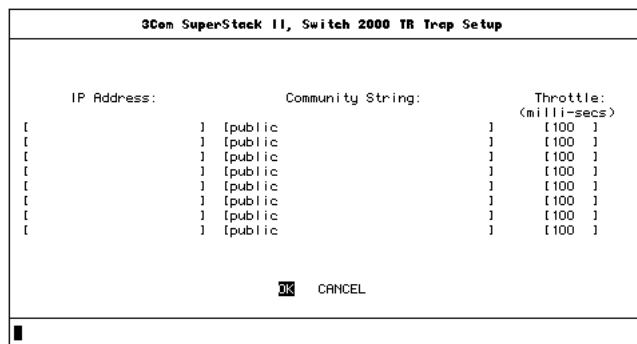 3Com SuperStack II, Switch 2000 TR Trap Setup
IP Address: Community String: Throttle:
(milli-secs)
[ ] [public ] [100 ]
[ ] [public ] [100 ]
[ ] [public ] [100 ]
[ ] [public ] [100 ]
[ ] [public ] [100 ]
[ ] [public ] [100 ]
[ ] [public ] [100 ]
[ ] [public ] [100 ]
OK CANCEL